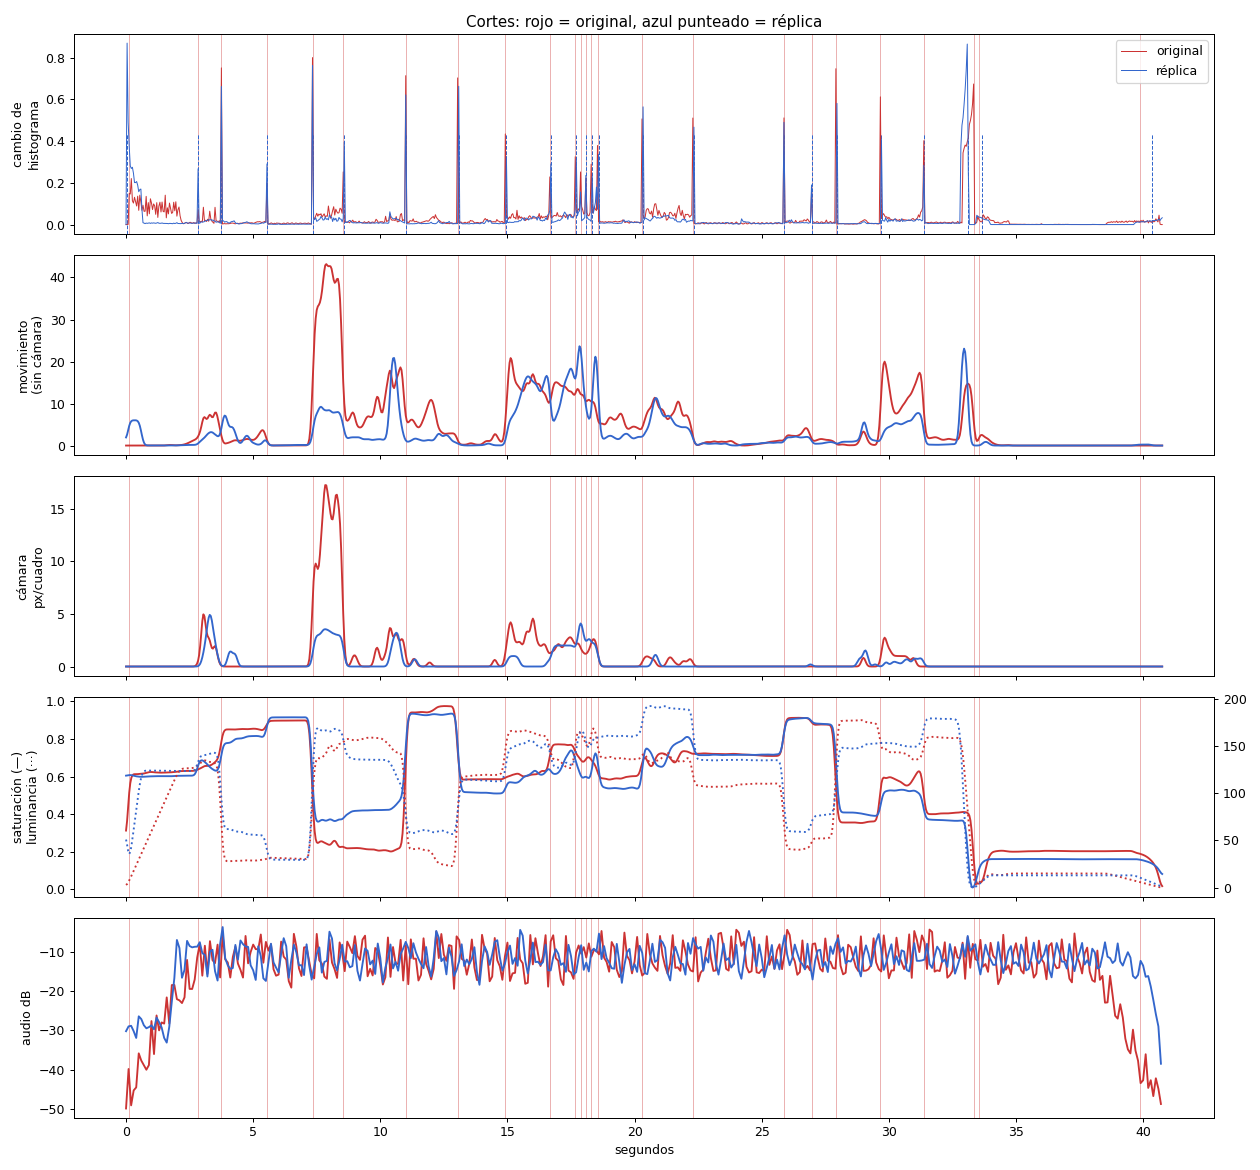 Cortes: rojo = original, azul punteado = réplica
cambio de
histograma
0.8
0.6
0.4
0.2
0.0
original
réplica
movimiento
(sin cámara)
40
30
20
10
0
cámara
px/cuadro
15
10
5
0
saturación (—)
luminancia (···)
1.0
0.8
0.6
0.4
0.2
0.0
200
150
100
50
0
audio dB
−10
−20
−30
−40
−50
0 5 10 15 20 25 30 35 40
segundos